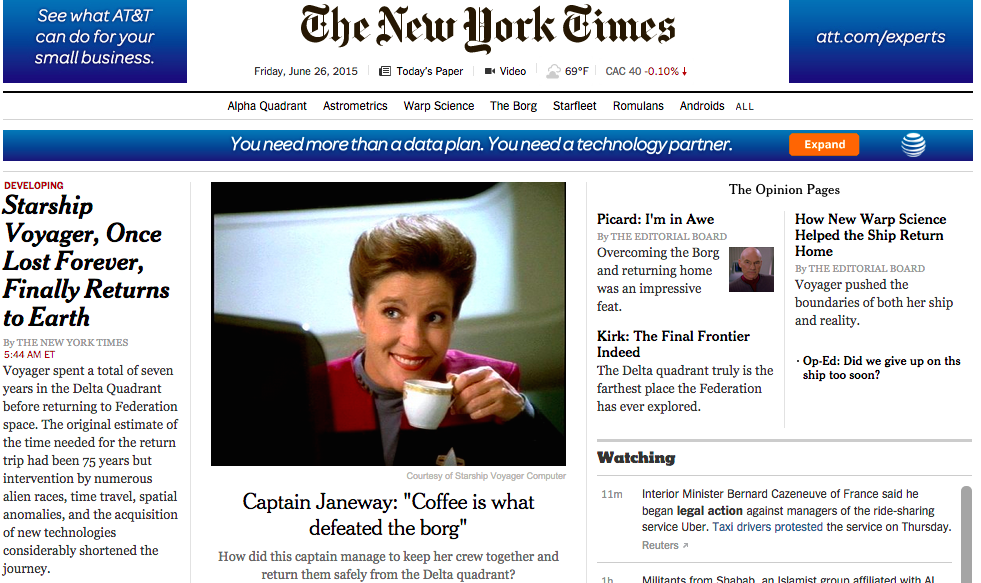 See what AT&T
can do for your
small business.
The New York Times
att.com/experts
Friday, June 26, 2015
Today's Paper
Video
69°F
CAC 40 -0.10%
Alpha Quadrant
Astrometrics
Warp Science
The Borg
Starfleet
Romulans
Androids
ALL
You need more than a data plan. You need a technology partner.
Expand
DEVELOPING
Starship
Voyager, Once
Lost Forever,
Finally Returns
to Earth
By THE NEW YORK TIMES
5:44 AM ET
Voyager spent a total of seven
years in the Delta Quadrant
before returning to Federation
space. The original estimate of
the time needed for the return
trip had been 75 years but
intervention by numerous
alien races, time travel, spatial
anomalies, and the acquisition
of new technologies
considerably shortened the
journey.
Courtesy of Starship Voyager Computer
Captain Janeway: "Coffee is what
defeated the borg"
How did this captain manage to keep her crew together and
return them safely from the Delta quadrant?
The Opinion Pages
Picard: I'm in Awe
By THE EDITORIAL BOARD
Overcoming the Borg
and returning home
was an impressive
feat.
Kirk: The Final Frontier
Indeed
The Delta quadrant truly is the
farthest place the Federation
has ever explored.
How New Warp Science
Helped the Ship Return
Home
By THE EDITORIAL BOARD
Voyager pushed the
boundaries of both her ship
and reality.
· Op-Ed: Did we give up on ths
ship too soon?
Watching
11m
Interior Minister Bernard Cazeneuve of France said he
began legal action against managers of the ride-sharing
service Uber. Taxi drivers protested the service on Thursday.
Reuters
1h
Militants from Shabab, an Islamist group affiliated with Al